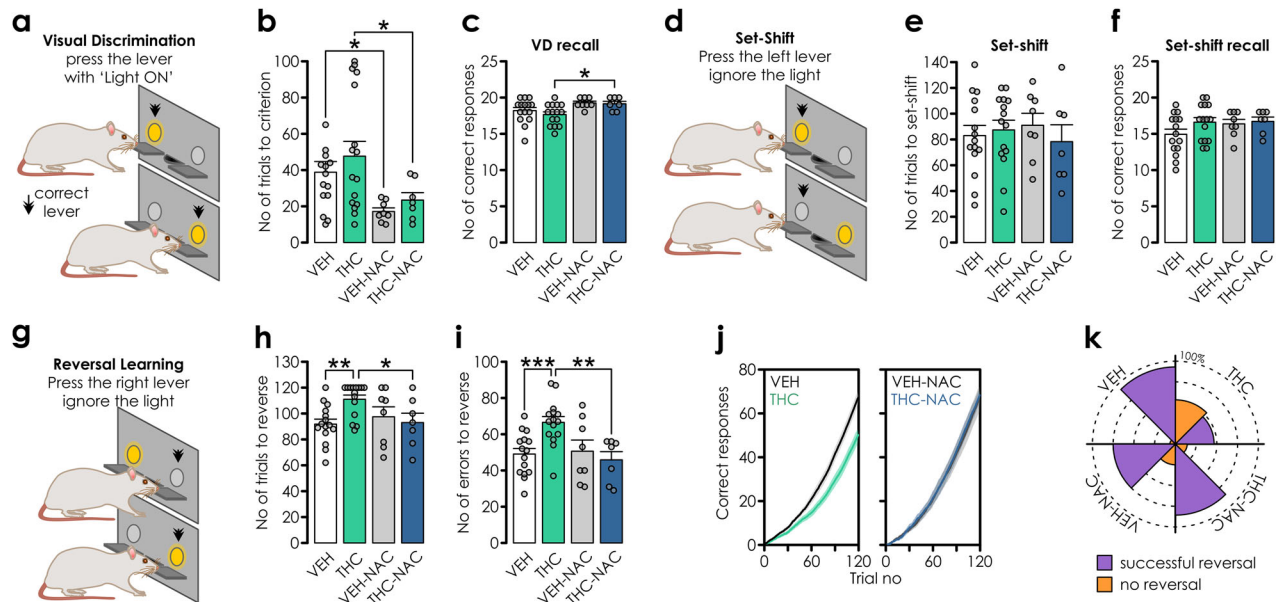 a
Visual Discrimination
press the lever
with ‘Light ON’
correct
lever
b
*
*
No of trials to criterion
100
80
60
40
20
0
VEH
THC
VEH-NAC
THC-NAC
c
VD recall
*
No of correct responses
25
20
15
10
5
0
VEH
THC
VEH-NAC
THC-NAC
d
Set-Shift
Press the left lever
ignore the light
e
Set-shift
No of trials to set-shift
140
120
100
80
60
40
20
0
VEH
THC
VEH-NAC
THC-NAC
f
Set-shift recall
No of correct responses
25
20
15
10
5
0
VEH
THC
VEH-NAC
THC-NAC
g
Reversal Learning
Press the right lever
ignore the light
h
** *
No of trials to reverse
130
120
100
80
60
40
20
0
VEH
THC
VEH-NAC
THC-NAC
i
*** **
No of errors to reverse
100
80
60
40
20
0
VEH
THC
VEH-NAC
THC-NAC
j
Correct responses
80
60
40
20
0
VEH
THC
VEH-NAC
THC-NAC
0 60 120 0 60 120
Trial no
k
100%
VEH
THC
VEH-NAC
THC-NAC
successful reversal
no reversal